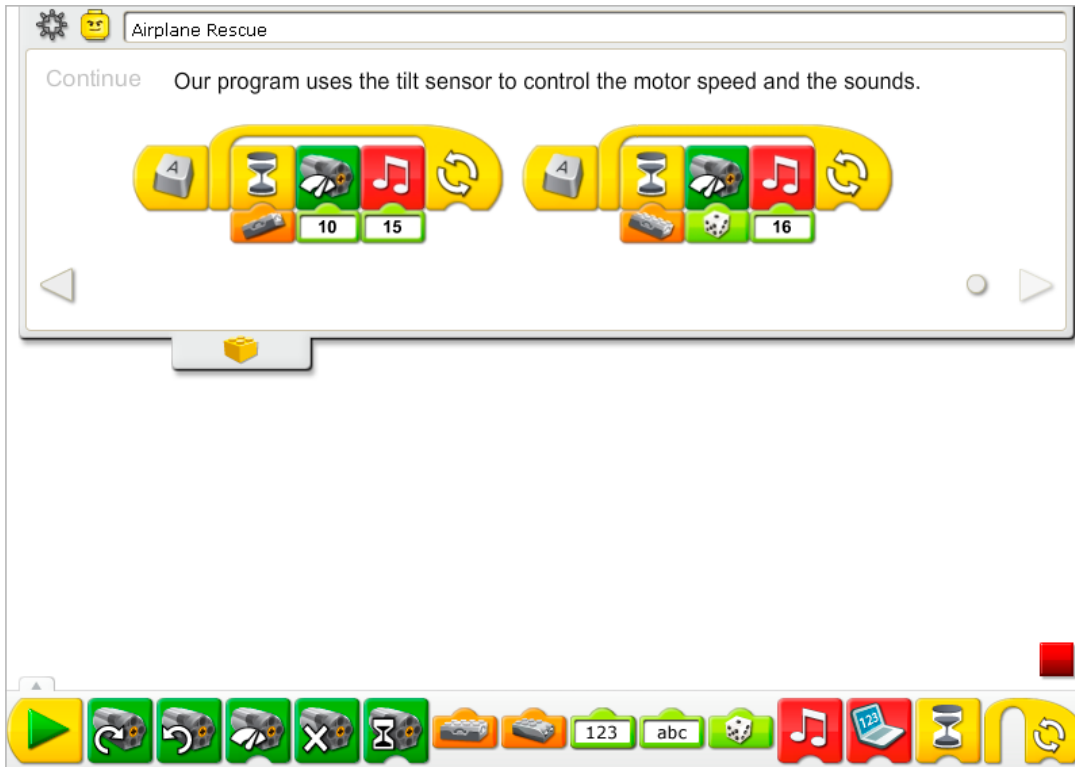 Airplane Rescue
Continue
Our program uses the tilt sensor to control the motor speed and the sounds.
A
A
10 15
16
123 abc 123